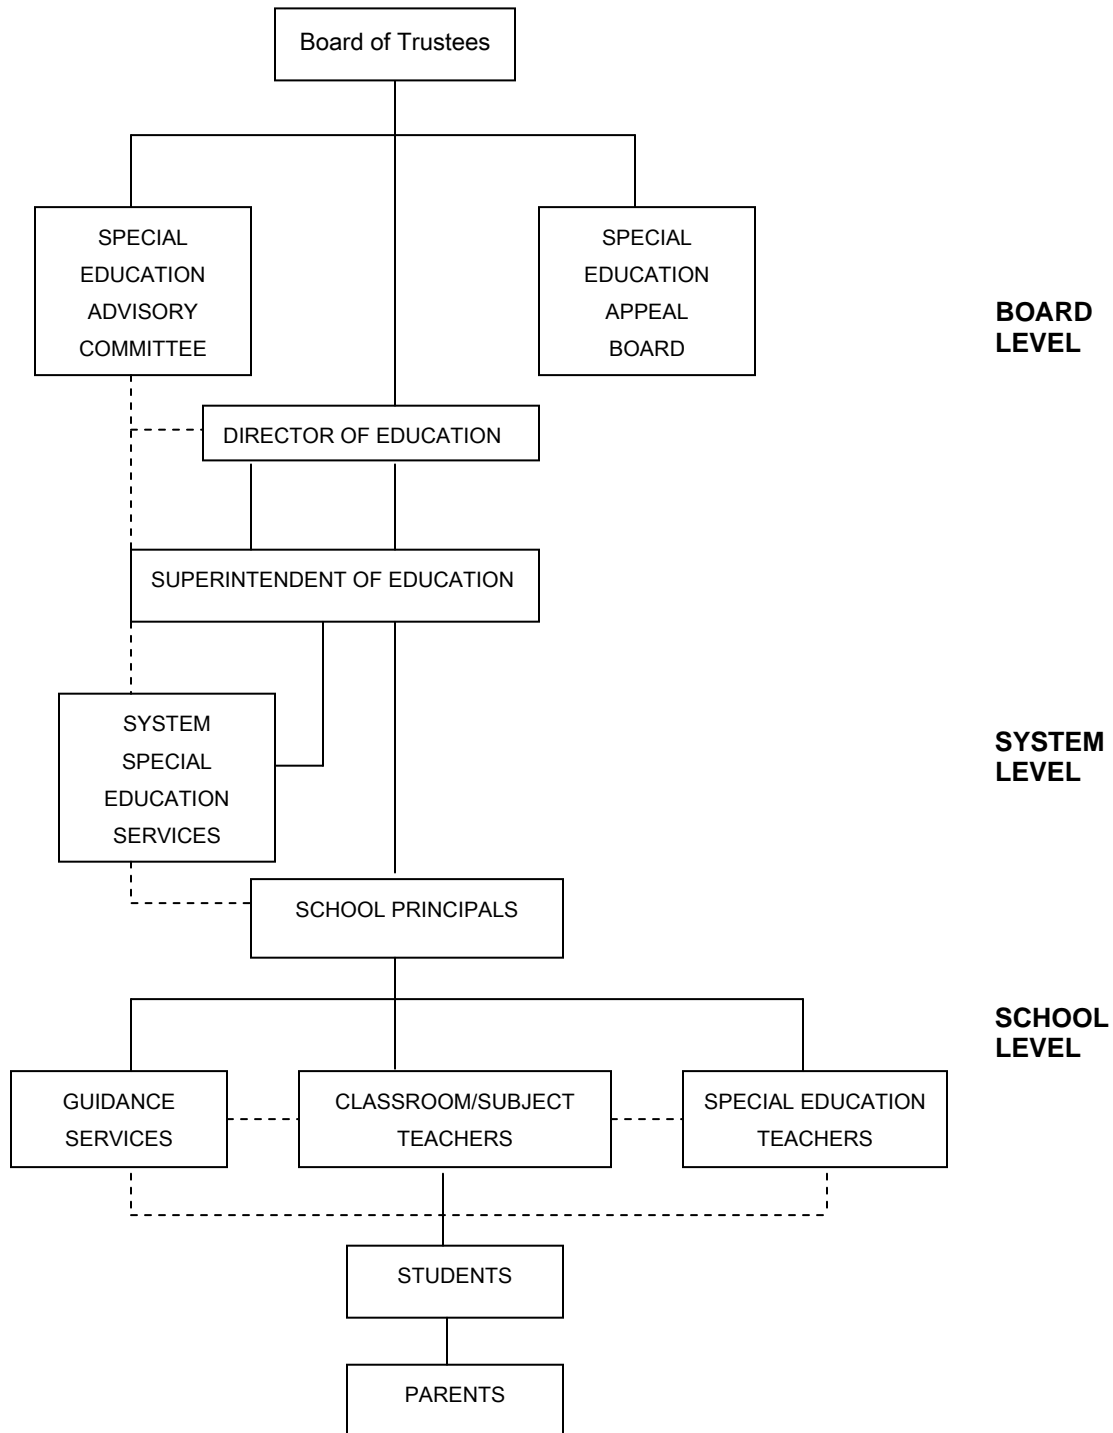 Board of Trustees
SPECIAL
EDUCATION
ADVISORY
COMMITTEE
SPECIAL
EDUCATION
APPEAL
BOARD
BOARD
LEVEL
DIRECTOR OF EDUCATION
SUPERINTENDENT OF EDUCATION
SYSTEM
SPECIAL
EDUCATION
SERVICES
SYSTEM
LEVEL
SCHOOL PRINCIPALS
SCHOOL
LEVEL
GUIDANCE
SERVICES
CLASSROOM/SUBJECT
TEACHERS
SPECIAL EDUCATION
TEACHERS
STUDENTS
PARENTS